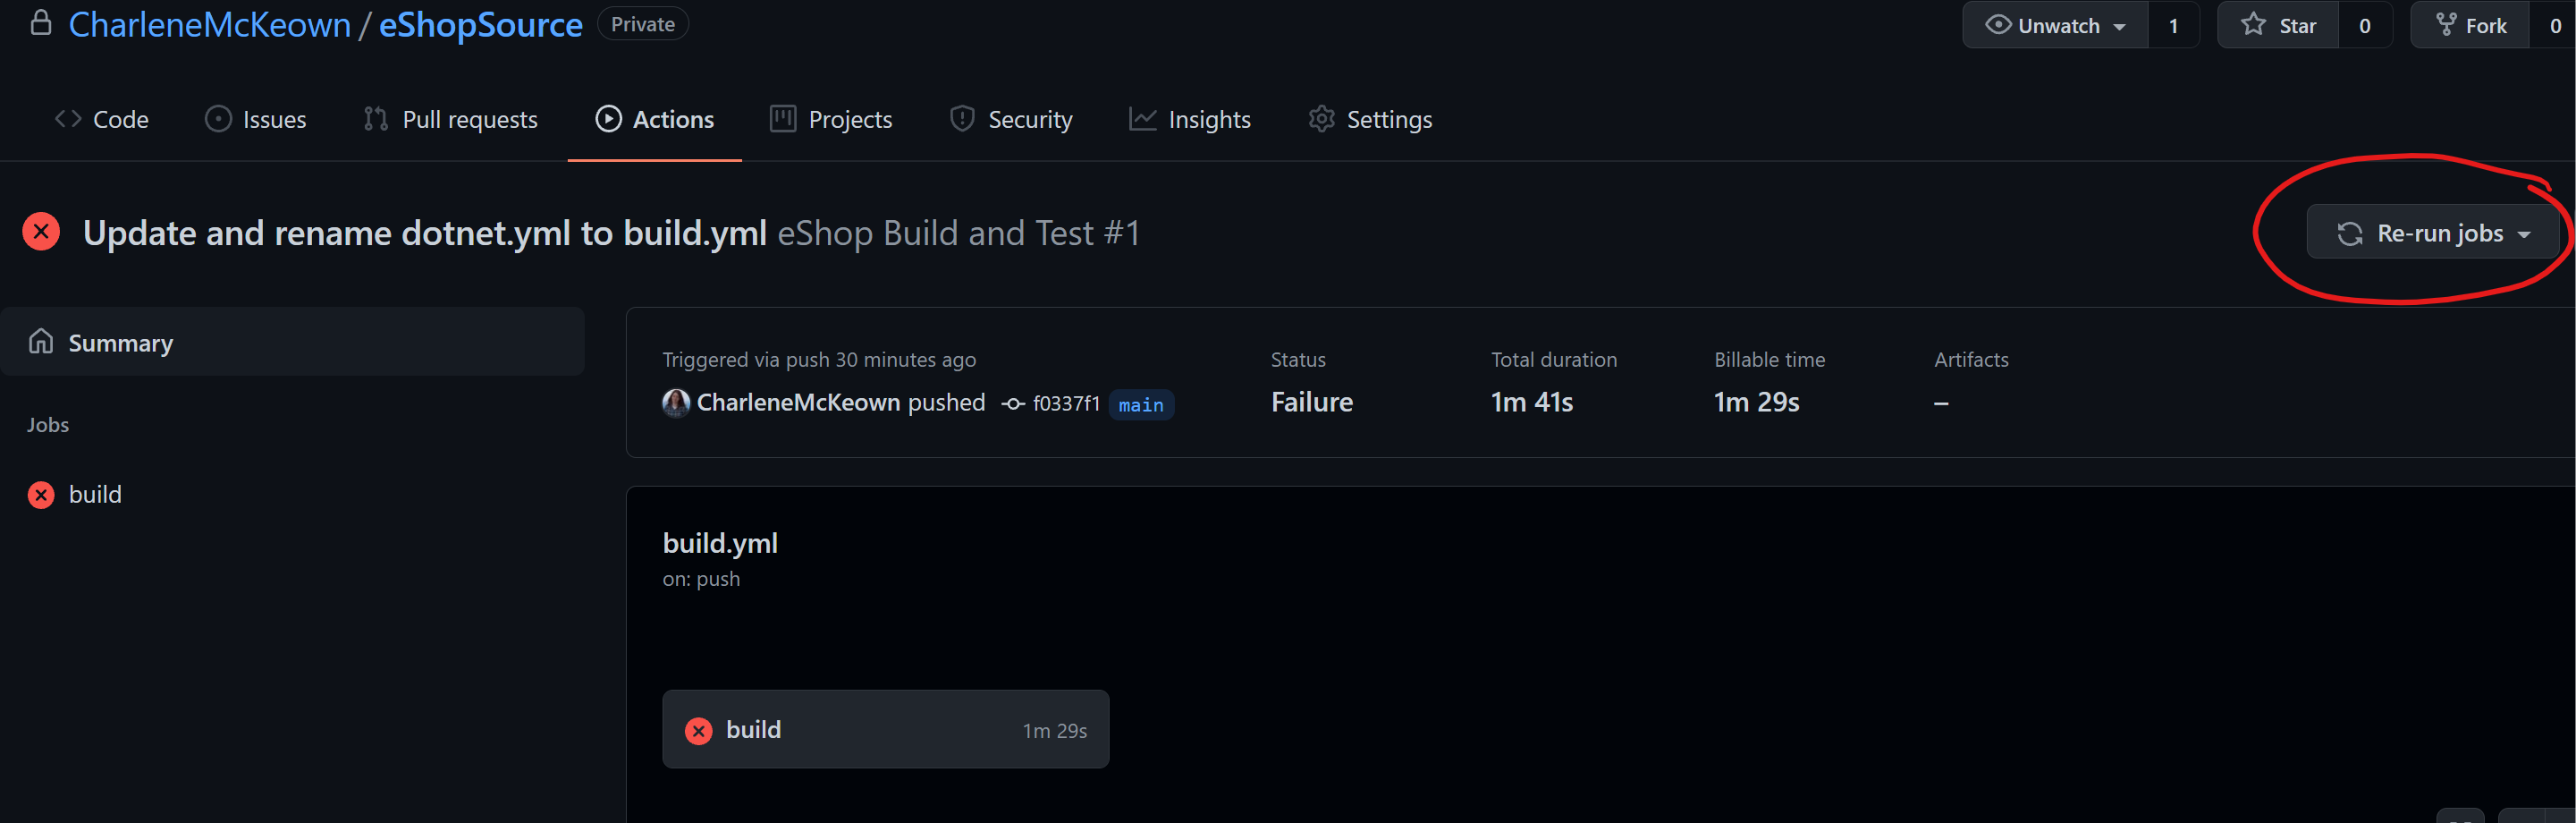 CharleneMcKeown / eShopSource Private
Unwatch 1 Star 0 Fork 0
Code Issues Pull requests Actions Projects Security Insights Settings
Update and rename dotnet.yml to build.yml eShop Build and Test #1
Re-run jobs
Summary
Jobs
build
Triggered via push 30 minutes ago
CharleneMcKeown pushed f0337f1 main
Status
Failure
Total duration
1m 41s
Billable time
1m 29s
Artifacts
–
build.yml
on: push
build 1m 29s